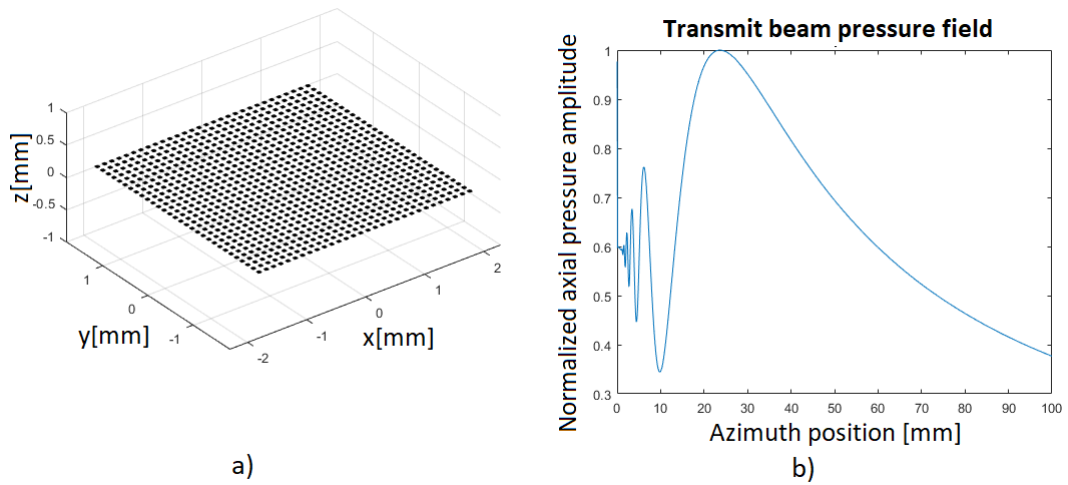 1
0.5
0
-0.5
-1
z[mm]
1
0
-1
y[mm]
-2
-1
0
1
2
x[mm]
a)
Transmit beam pressure field
Normalized axial pressure amplitude
1
0.9
0.8
0.7
0.6
0.5
0.4
0.3
0 10 20 30 40 50 60 70 80 90 100
Azimuth position [mm]
b)